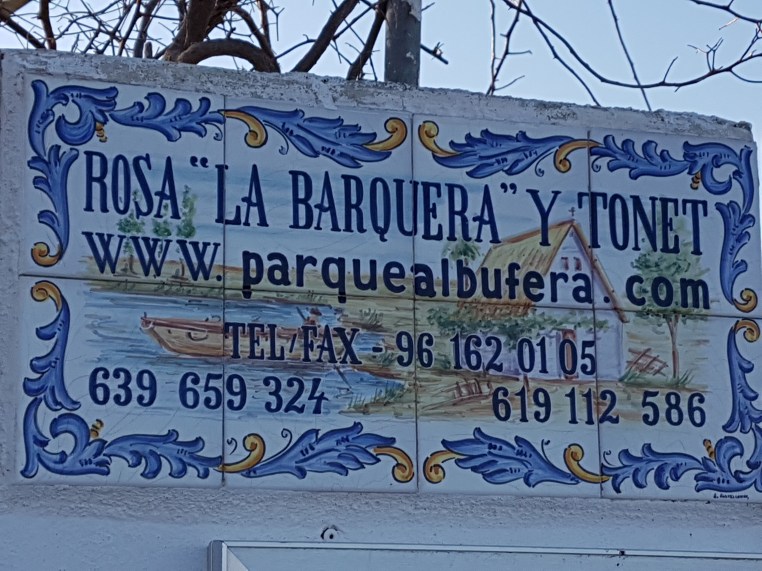 ROSA "LA BARQUERA" Y TONET
WWW.parquealbufera.com
TEL/FAX - 96 162 01 05
639 659 324 619 112 586